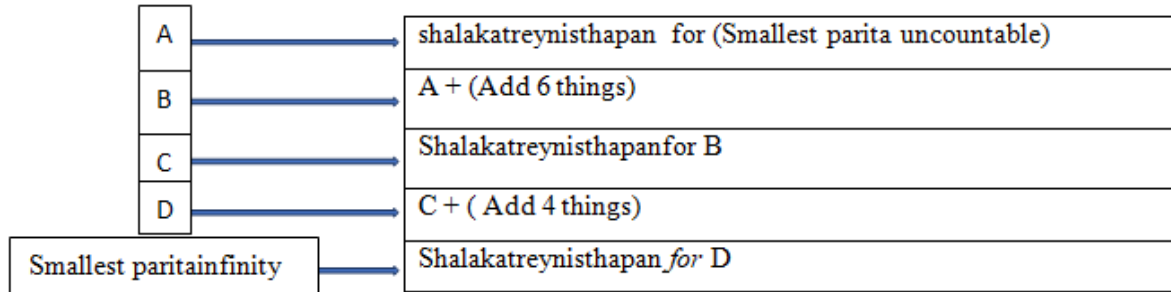 A shalakatreynisthapan for (Smallest parita uncountable)
B A + (Add 6 things)
C Shalakatreynisthapanfor B
D C + ( Add 4 things)
Smallest paritainfinity Shalakatreynisthapan for D